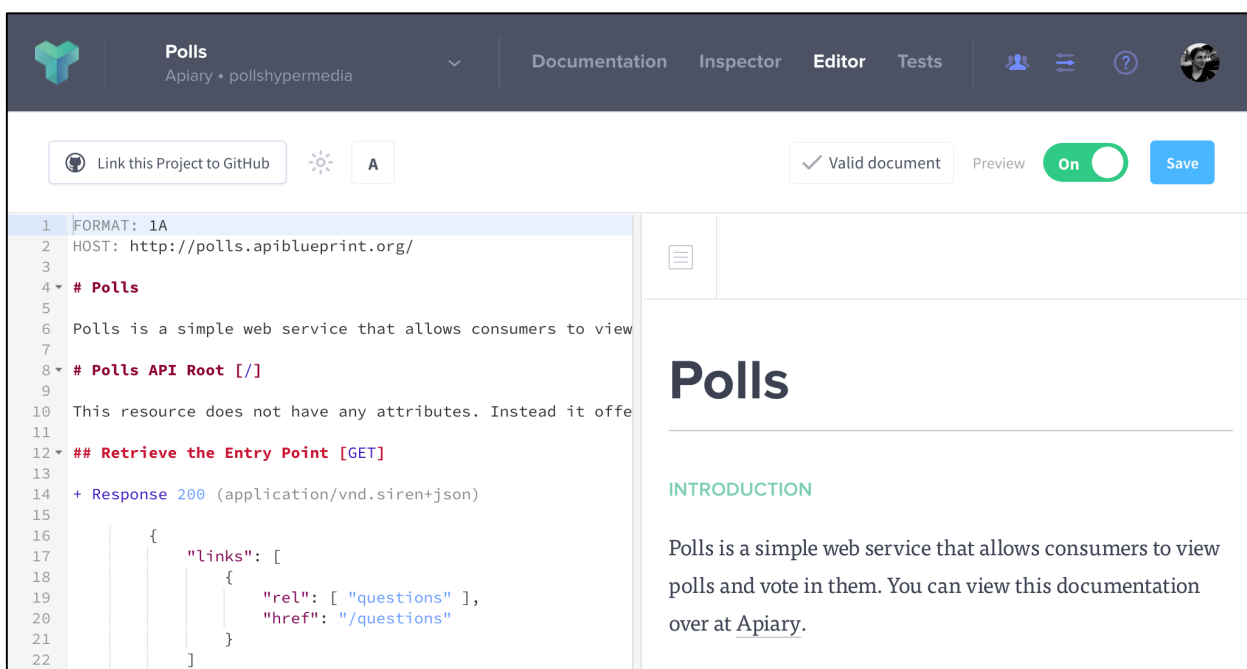 Polls
Apiary • pollshypermedia
Documentation Inspector Editor Tests
?
Link this Project to GitHub
A
Valid document
Preview
On
Save
1 FORMAT: 1A
2 HOST: http://polls.apiblueprint.org/
3
4 # Polls
5
6 Polls is a simple web service that allows consumers to view
7
8 # Polls API Root [/]
9
10 This resource does not have any attributes. Instead it offe
11
12 ## Retrieve the Entry Point [GET]
13
14 + Response 200 (application/vnd.siren+json)
15
16 {
17 "links": [
18 {
19 "rel": [ "questions" ],
20 "href": "/questions"
21 }
22 ]
Polls
INTRODUCTION
Polls is a simple web service that allows consumers to view
polls and vote in them. You can view this documentation
over at Apiary.